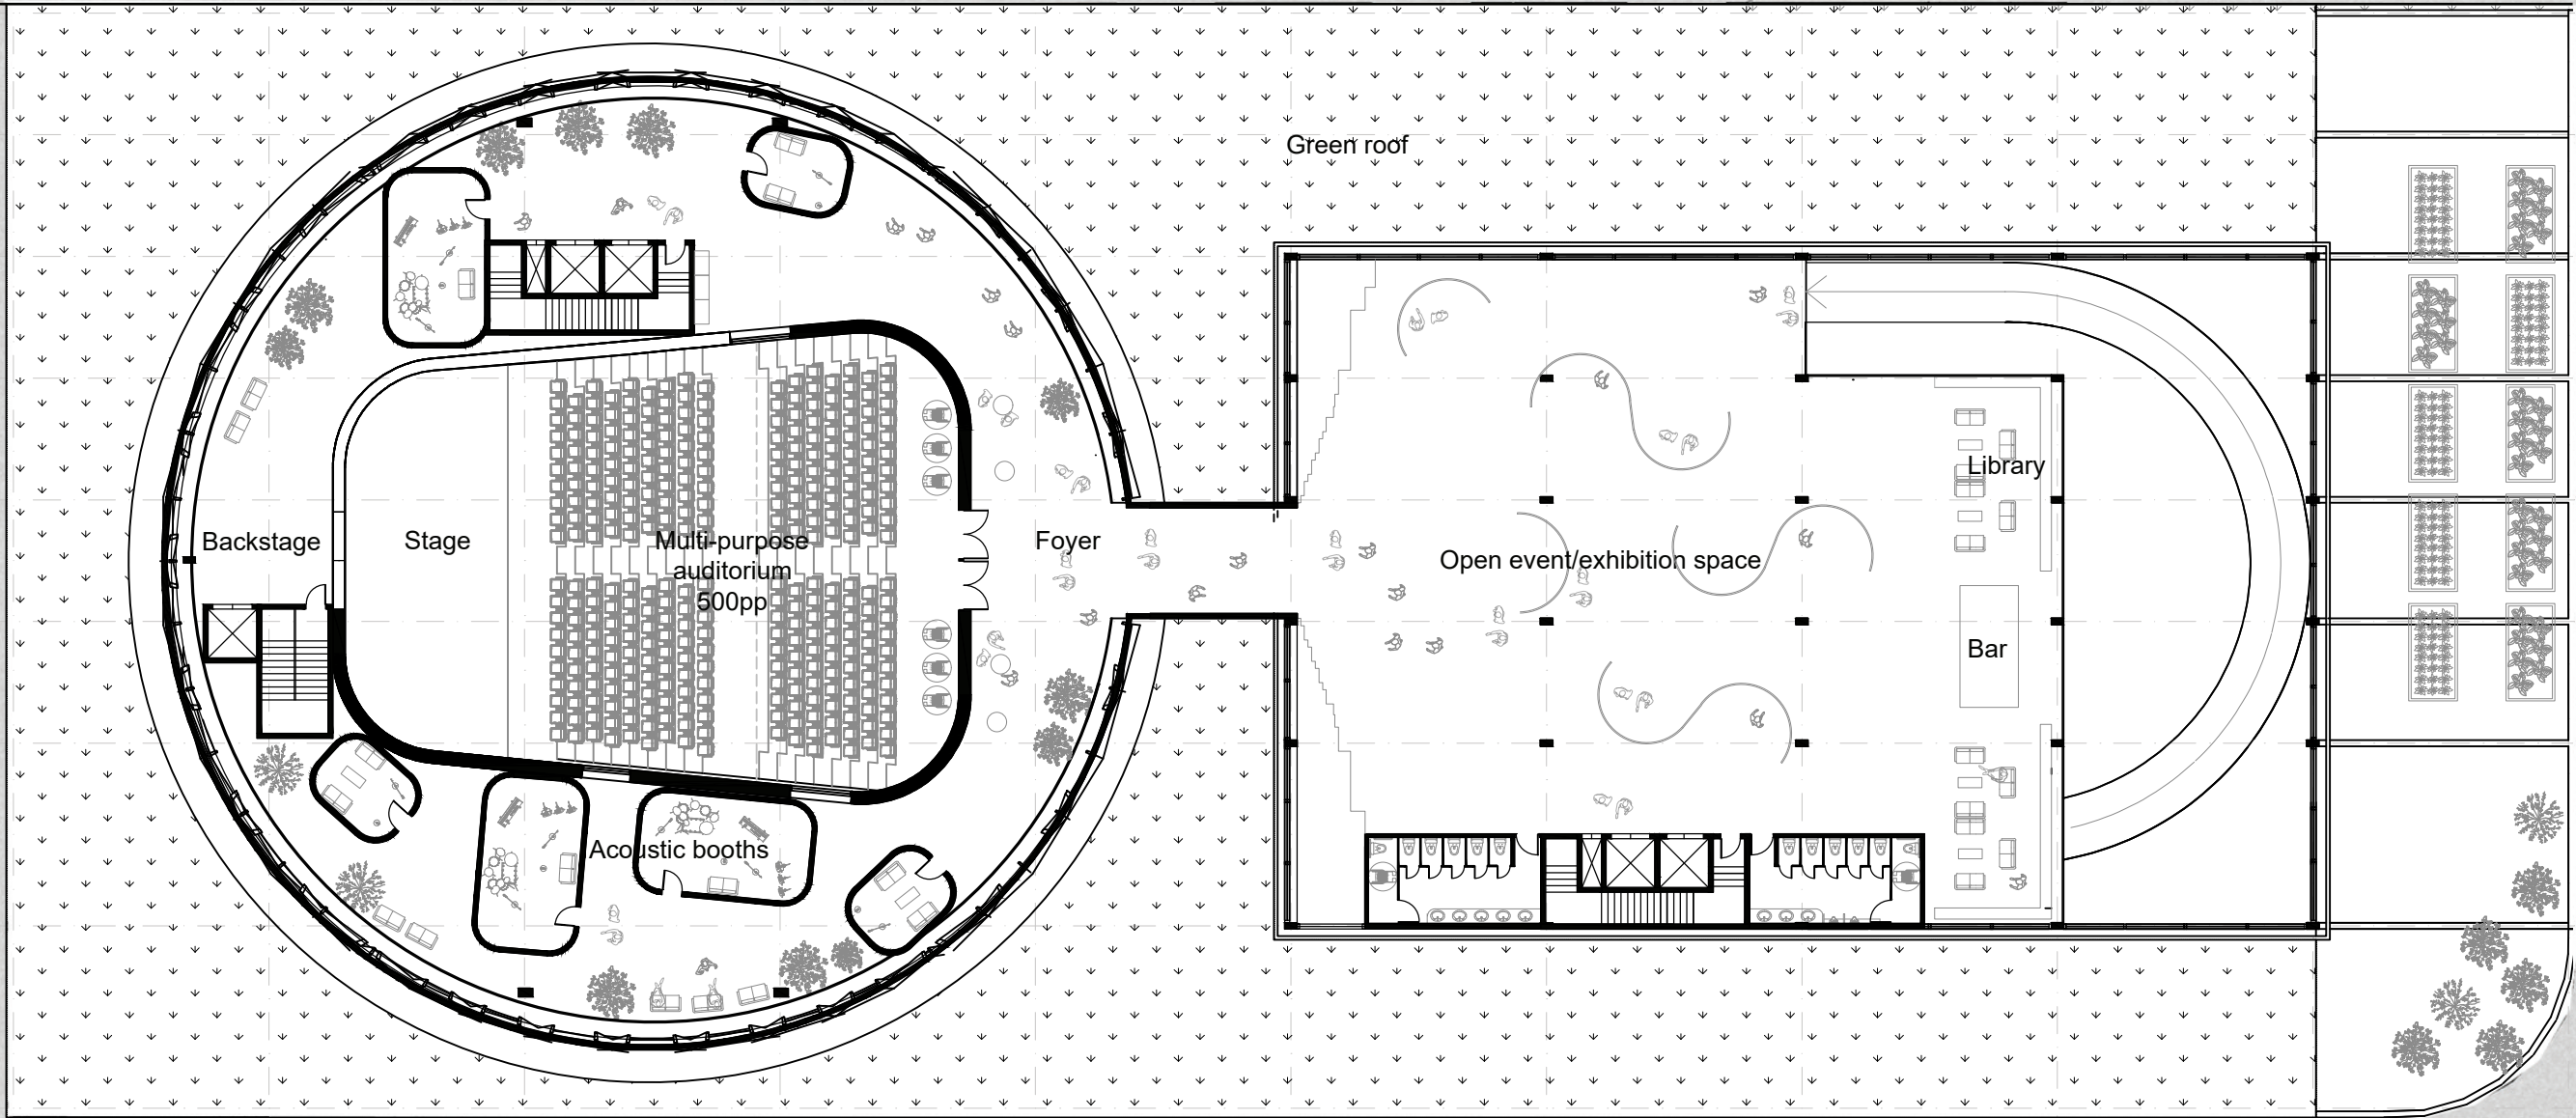 Green roof
Library
Backstage
Stage
Multi-purpose
auditorium
500pp
Foyer
Open event/exhibition space
Bar
Acoustic booths